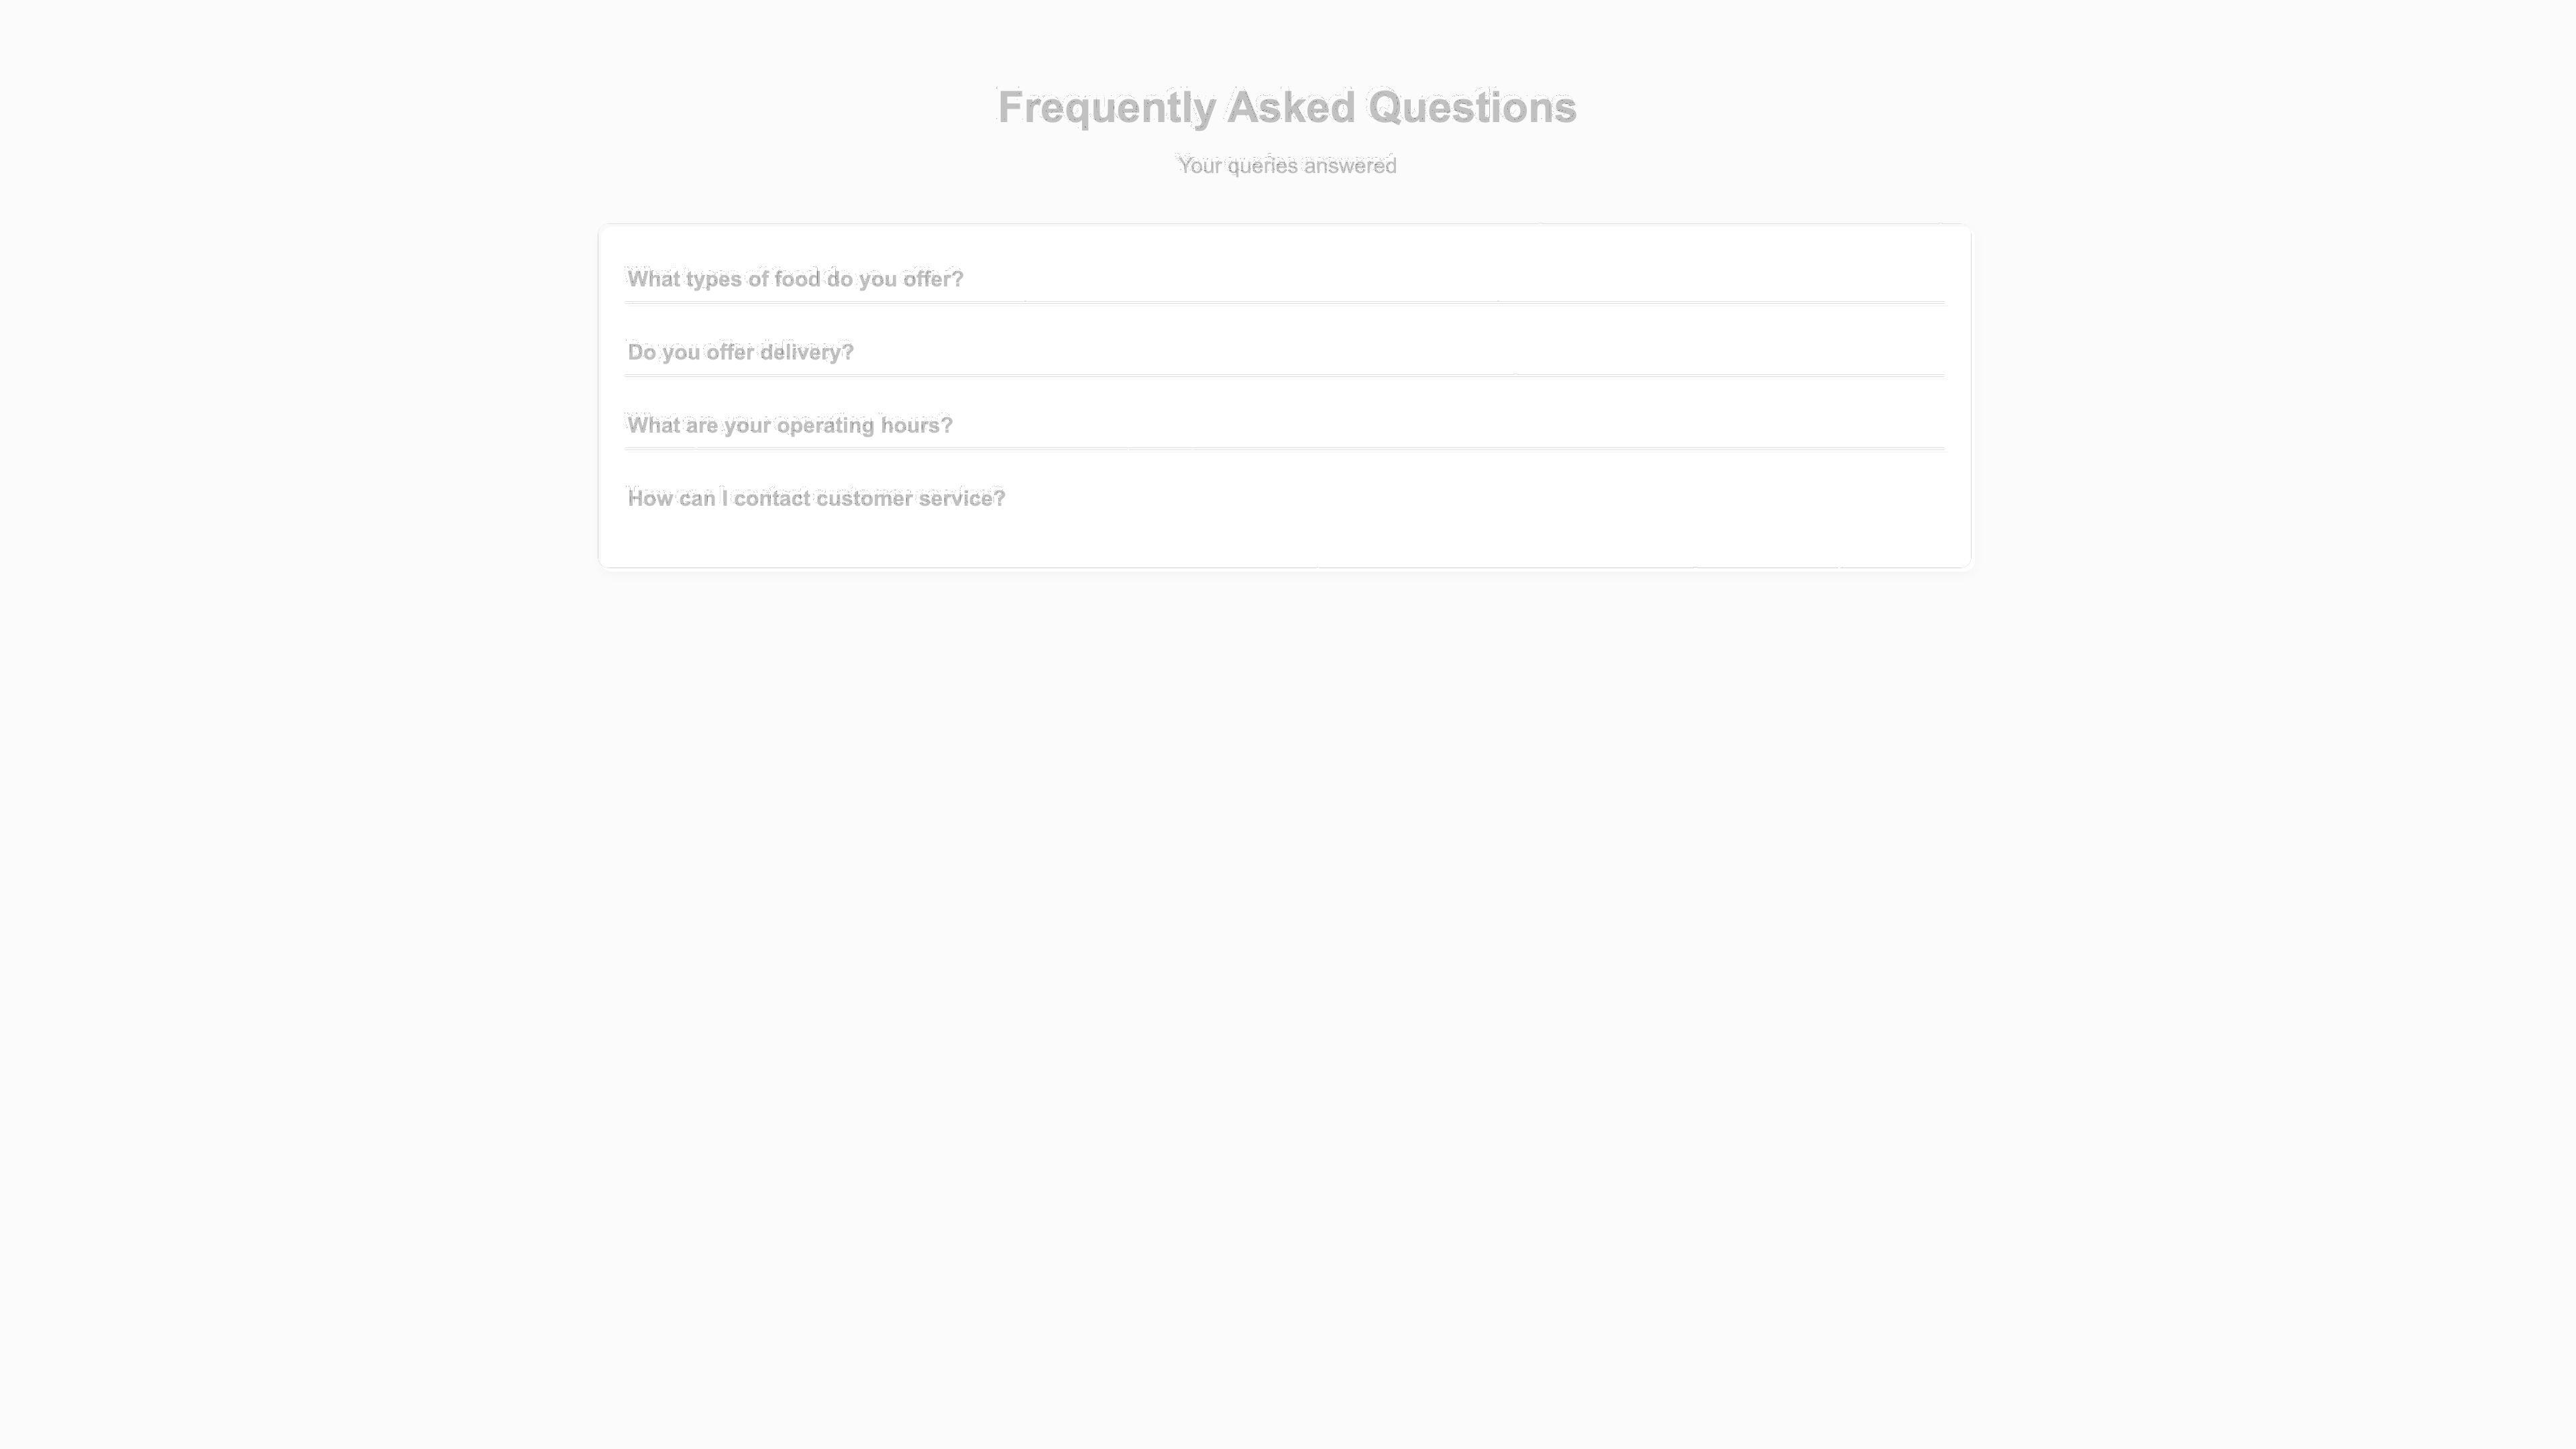 Frequently Asked Questions
Your queries answered
What types of food do you offer?
Do you offer delivery?
What are your operating hours?
How can I contact customer service?